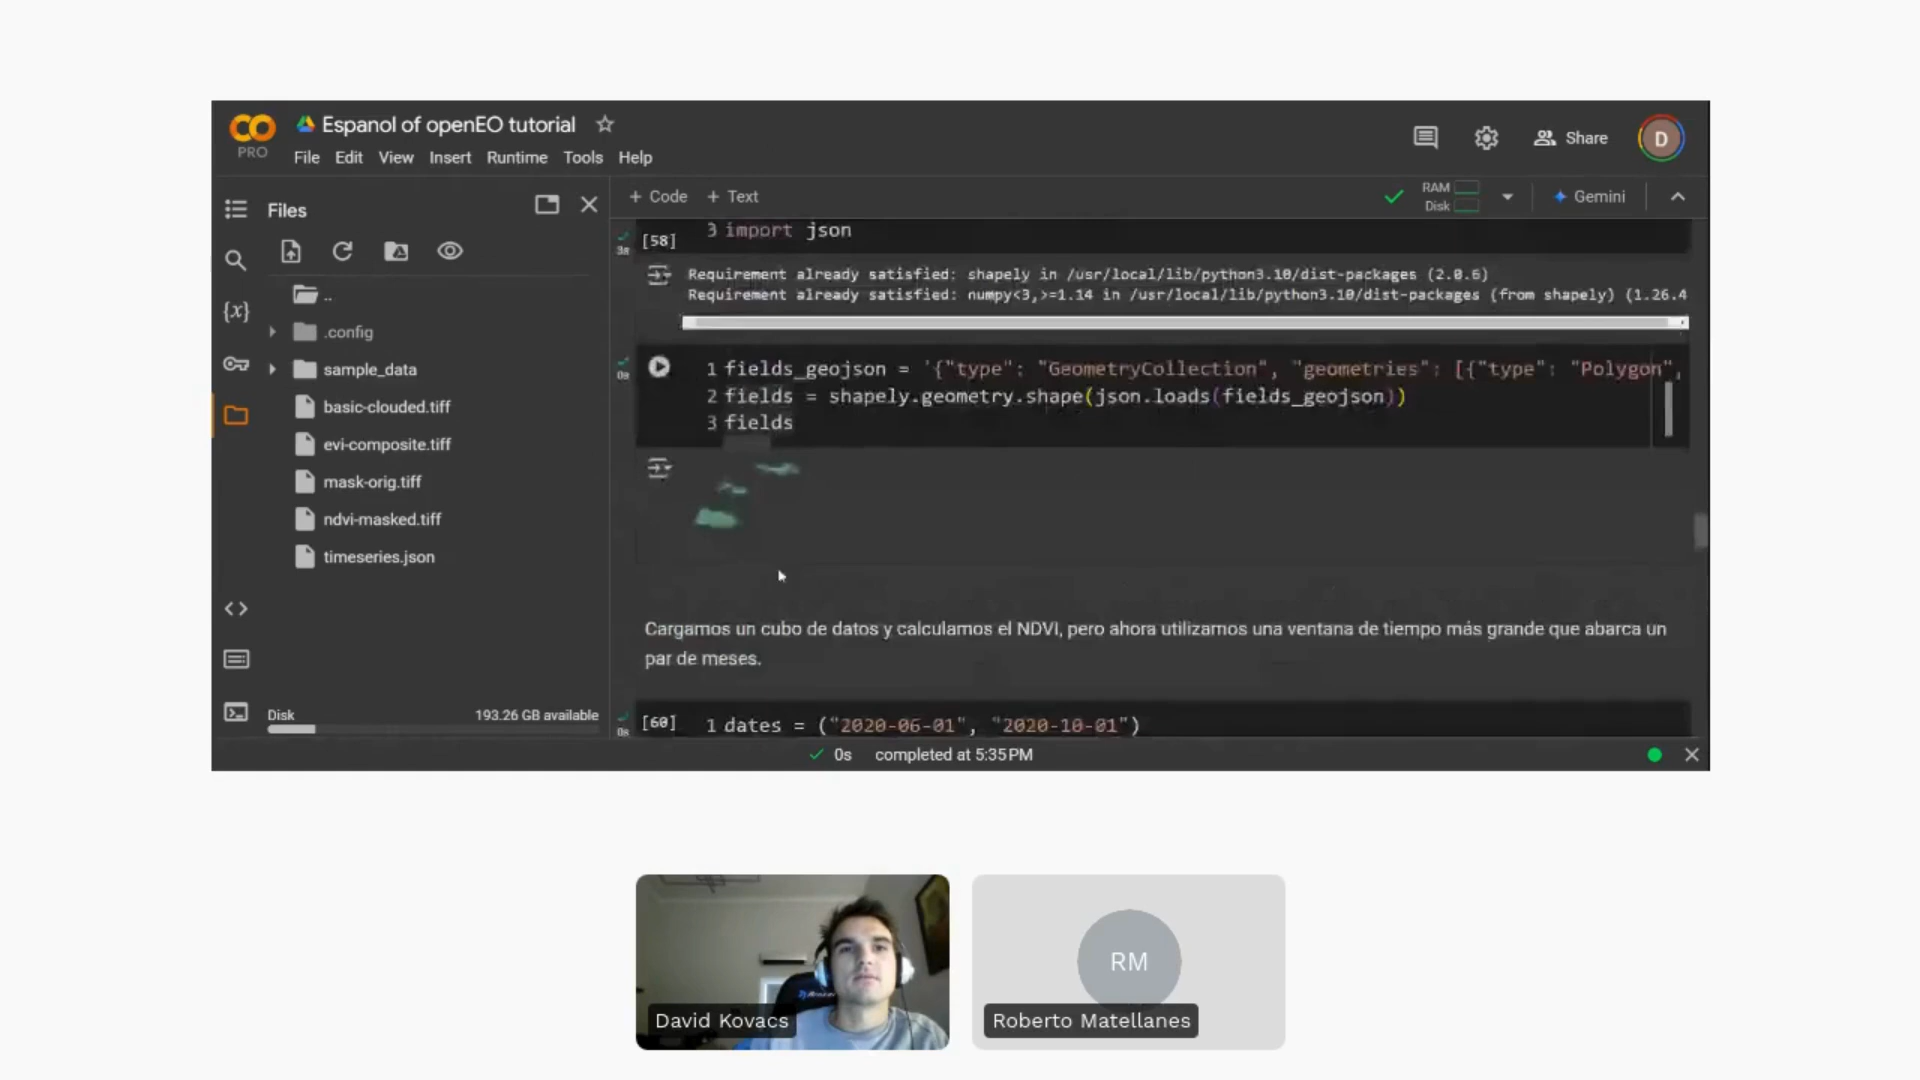 Espanol of openEO tutorial
PRO
File Edit View Insert Runtime Tools Help
Share
D
Files
+ Code + Text
RAM
Disk
Gemini
..
.config
sample_data
basic-clouded.tiff
evi-composite.tiff
mask-orig.tiff
ndvi-masked.tiff
timeseries.json
{x}
Disk 193.26 GB available
3s
[58]
3 import json
Requirement already satisfied: shapely in /usr/local/lib/python3.10/dist-packages (2.0.6)
Requirement already satisfied: numpy<3,>=1.14 in /usr/local/lib/python3.10/dist-packages (from shapely) (1.26.4
0s
1 fields_geojson = '{"type": "GeometryCollection", "geometries": [{"type": "Polygon",
2 fields = shapely.geometry.shape(json.loads(fields_geojson))
3 fields
Cargamos un cubo de datos y calculamos el NDVI, pero ahora utilizamos una ventana de tiempo más grande que abarca un
par de meses.
0s
[60]
1 dates = ("2020-06-01", "2020-10-01")
0s completed at 5:35 PM
David Kovacs
RM
Roberto Matellanes